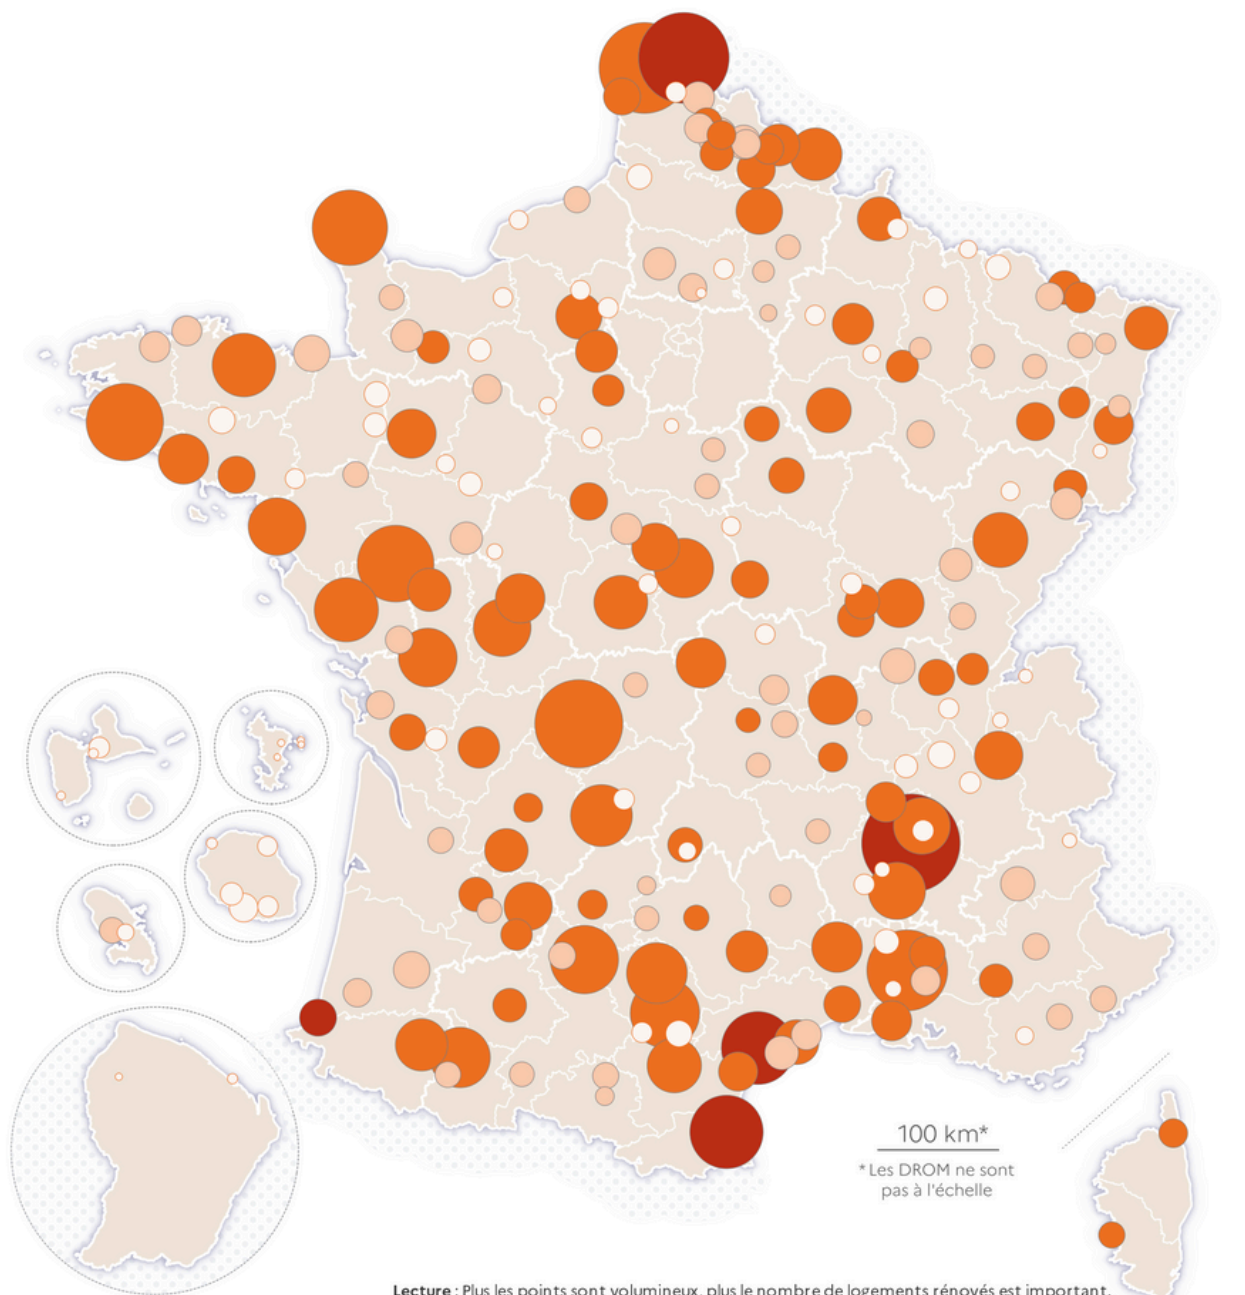 100 km*
*Les DROM ne sont
pas à l'échelle
Lecture : Plus les points sont volumineux, plus le nombre de logements rénovés est important.